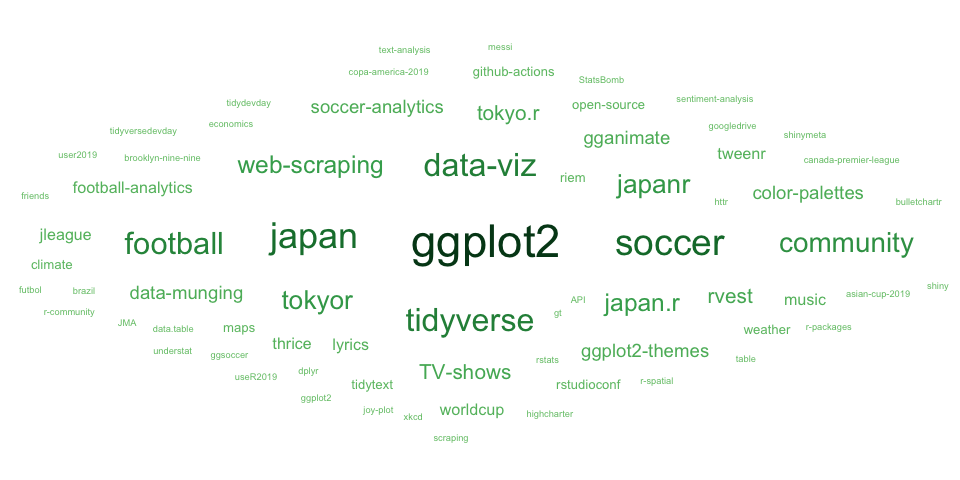 text-analysis messi
copa-america-2019 github-actions StatsBomb
tidydevday soccer-analytics tokyo.r open-source sentiment-analysis
tidyversedevday economics gganimate googledrive shinymeta
user2019 brooklyn-nine-nine web-scraping data-viz riem tweenr canada-premier-league
friends football-analytics japanr httr color-palettes bulletchartr
jleague football japan ggplot2 soccer community
climate
futbol brazil data-munging tokyor API japan.r rvest music asian-cup-2019 shiny
r-community JMA data.table maps tidyverse gt weather r-packages
understat ggsoccer thrice lyrics rstats ggplot2-themes table
useR2019 dplyr tidytext TV-shows rstudioconf r-spatial
ggplot2 joy-plot xkcd worldcup highcharter
scraping